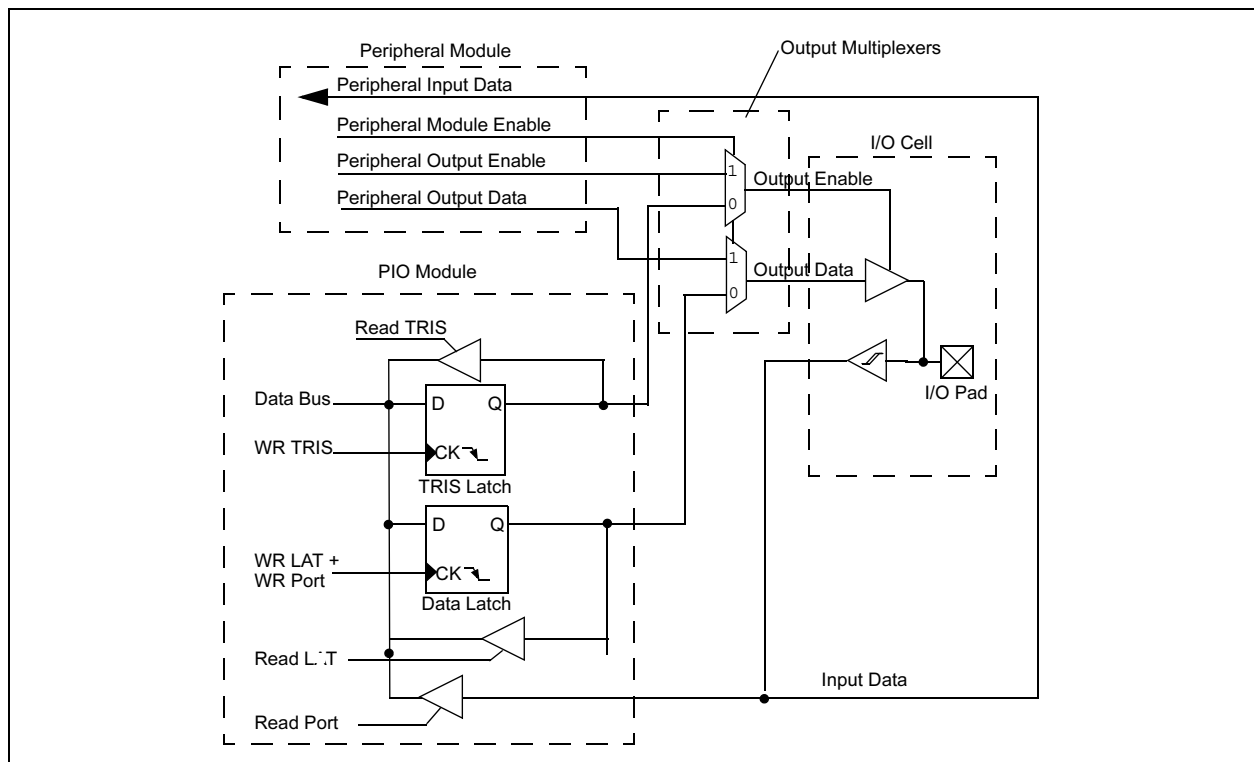 Output Multiplexers
Peripheral Module
Peripheral Input Data
Peripheral Module Enable
I/O Cell
Peripheral Output Enable
1
Output Enable
Peripheral Output Data
0
1
PIO Module
Output Data
0
Read TRIS
I/O Pad
Data Bus
D
Q
WR TRIS
CK
TRIS Latch
D
Q
WR LAT +
WR Port
CK
Data Latch
Read
Input Data
Read Port